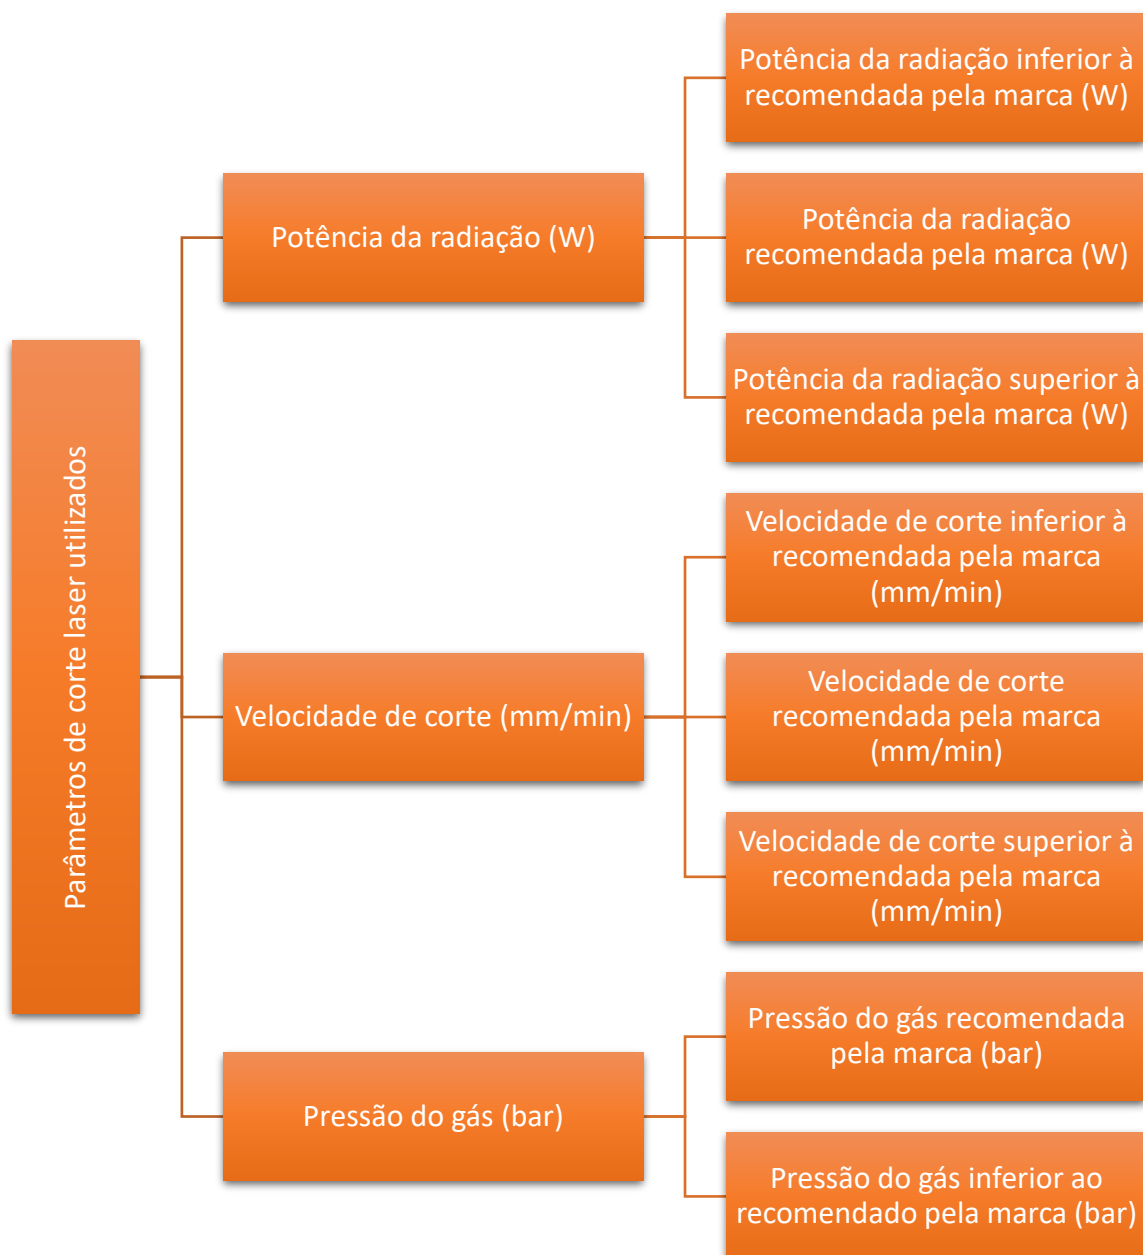 Parâmetros de corte laser utilizados
Potência da radiação (W)
Potência da radiação inferior à
recomendada pela marca (W)
Potência da radiação
recomendada pela marca (W)
Potência da radiação superior à
recomendada pela marca (W)
Velocidade de corte (mm/min)
Velocidade de corte inferior à
recomendada pela marca
(mm/min)
Velocidade de corte
recomendada pela marca
(mm/min)
Velocidade de corte superior à
recomendada pela marca
(mm/min)
Pressão do gás (bar)
Pressão do gás recomendada
pela marca (bar)
Pressão do gás inferior ao
recomendado pela marca (bar)